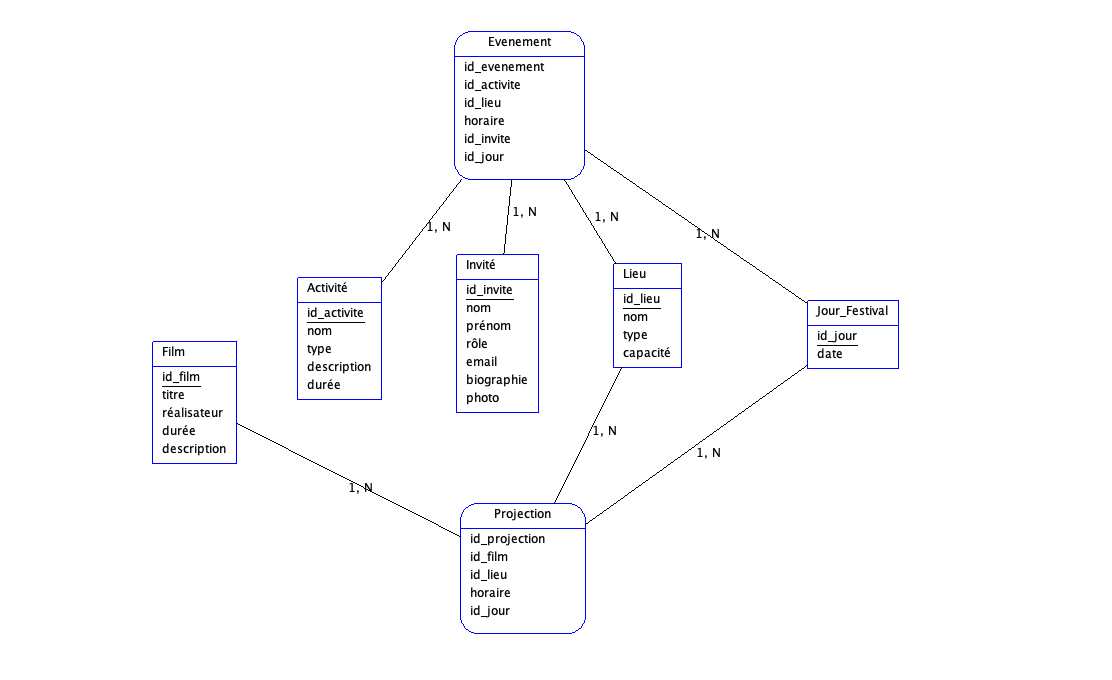 Evenement
id_evenement
id_activite
id_lieu
horaire
id_invite
id_jour
1, N
1, N
1, N
1, N
Activité
id_activite
nom
type
description
durée
Invité
id_invite
nom
prénom
rôle
email
biographie
photo
Lieu
id_lieu
nom
type
capacité
Jour_Festival
id_jour
date
Film
id_film
titre
réalisateur
durée
description
1, N
1, N
1, N
Projection
id_projection
id_film
id_lieu
horaire
id_jour